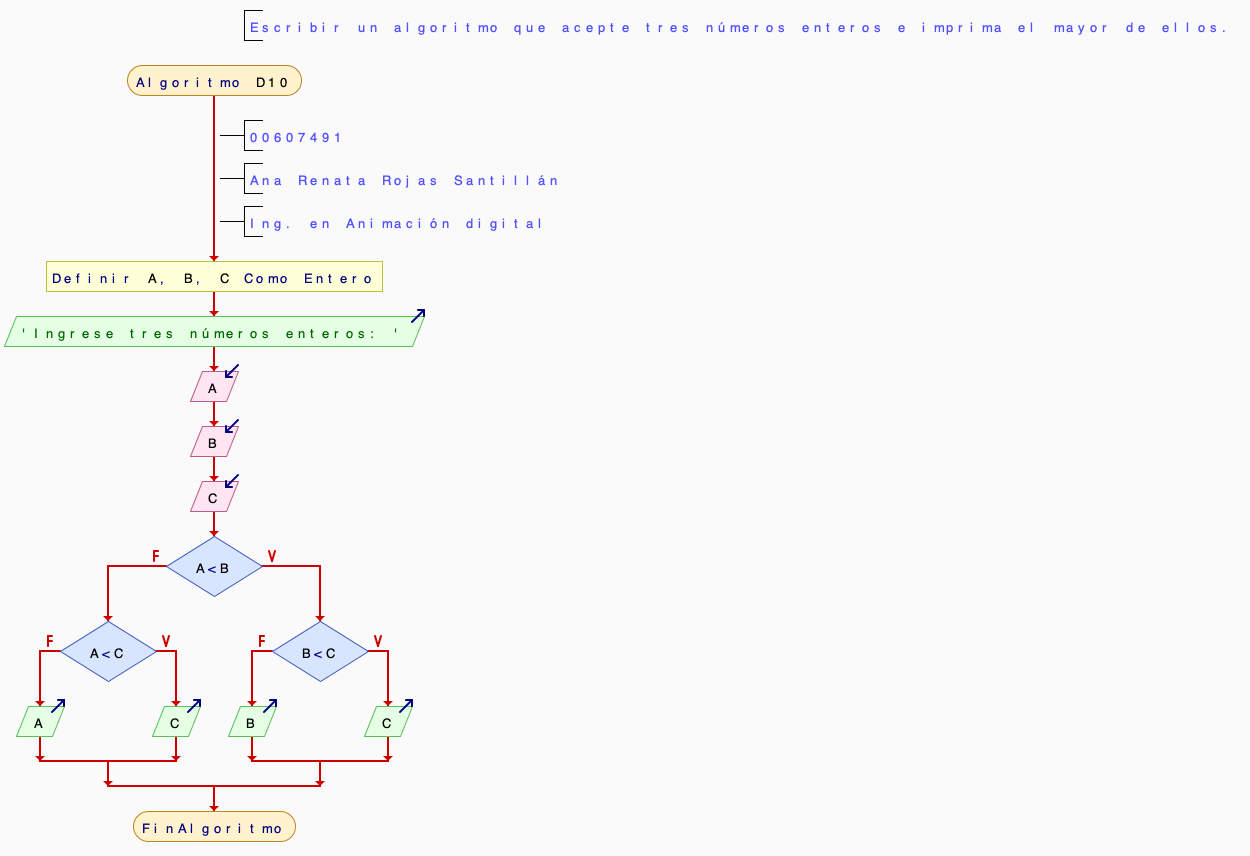 Escribir un algoritmo que acepte tres números enteros e imprima el mayor de ellos.
Algoritmo D10
00607491
Ana Renata Rojas Santillán
Ing. en Animación digital
Definir A, B, C Como Entero
'Ingrese tres números enteros: '
A
B
C
F V
A<B
F V F V
A<C B<C
A C B C
FinAlgoritmo